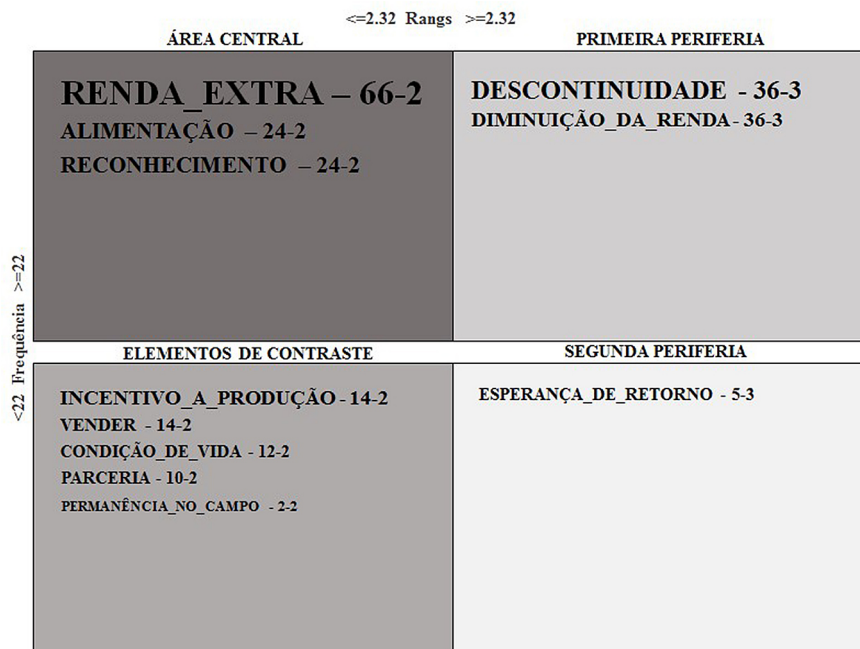 <=2.32 Rangs >=2.32
ÁREA CENTRAL
PRIMEIRA PERIFERIA
RENDA_EXTRA – 66-2
ALIMENTAÇÃO – 24-2
RECONHECIMENTO – 24-2
DESCONTINUIDADE - 36-3
DIMINUIÇÃO_DA_RENDA- 36-3
<22 Frequência >=22
ELEMENTOS DE CONTRASTE
SEGUNDA PERIFERIA
INCENTIVO_A_PRODUÇÃO - 14-2
VENDER - 14-2
CONDIÇÃO_DE_VIDA - 12-2
PARCERIA - 10-2
PERMANÊNCIA_NO_CAMPO - 2-2
ESPERANÇA_DE_RETORNO - 5-3